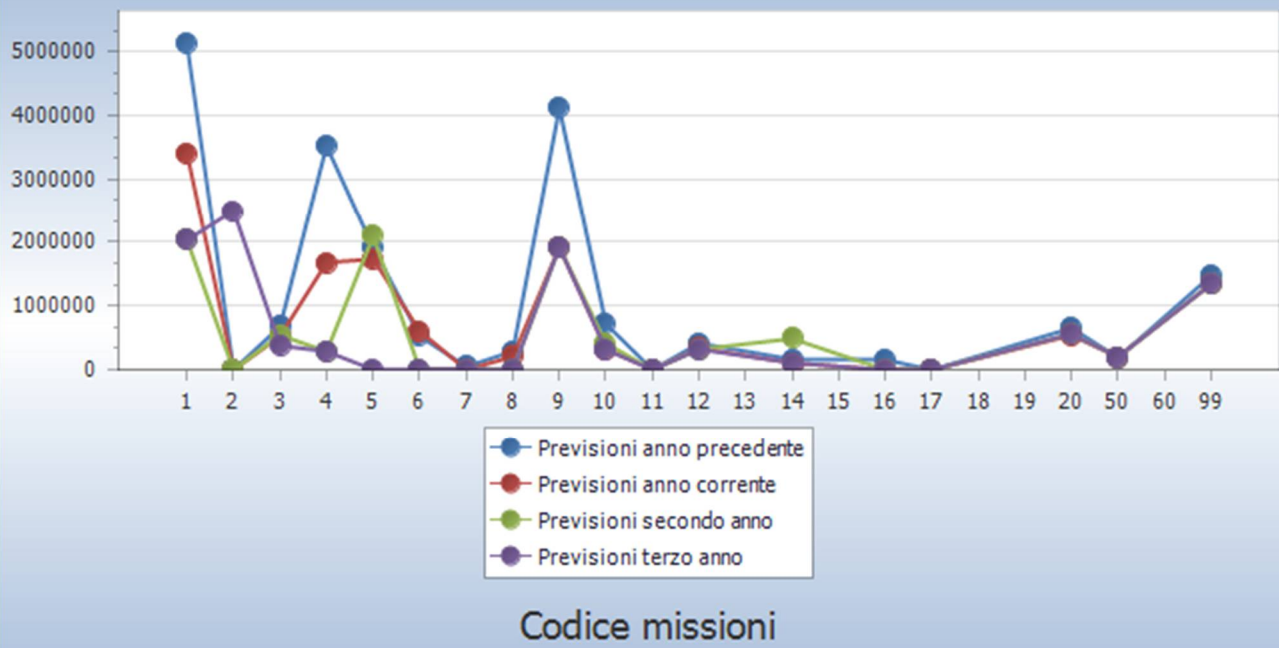 5000000
4000000
3000000
2000000
1000000
0
1 2 3 4 5 6 7 8 9 10 11 12 13 14 15 16 17 18 19 20 50 60 99
Previsioni anno precedente
Previsioni anno corrente
Previsioni secondo anno
Previsioni terzo anno
Codice missioni